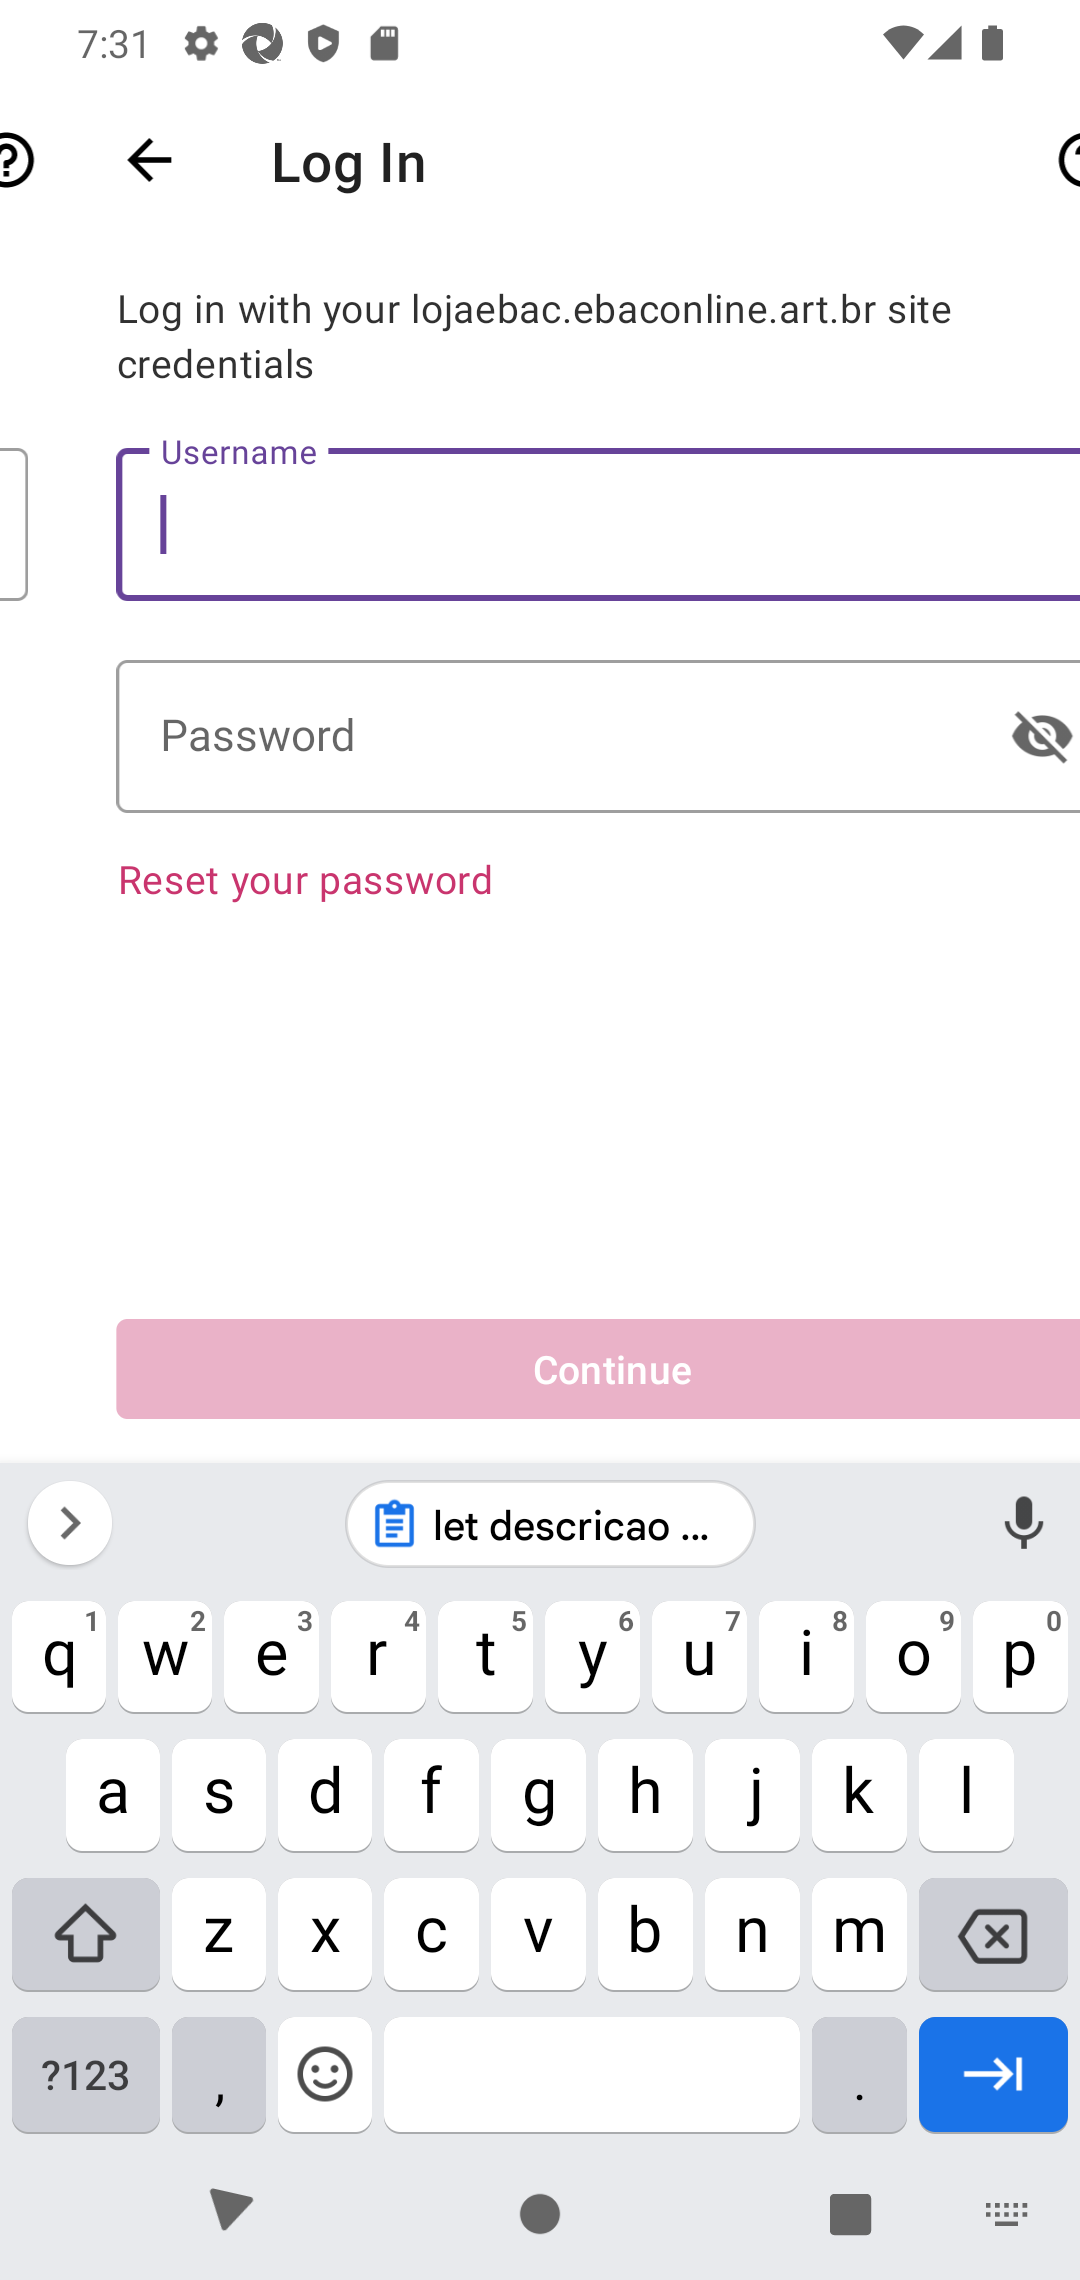 7:31
Log In
Log in with your lojaebac.ebaconline.art.br site
credentials
Username
Password
Reset your password
Continue
let descricao ...
1 2 3 4 5 6 7 8 9 0
q w e r t y u i o p
a s d f g h j k l
z x c v b n m
?123 , .